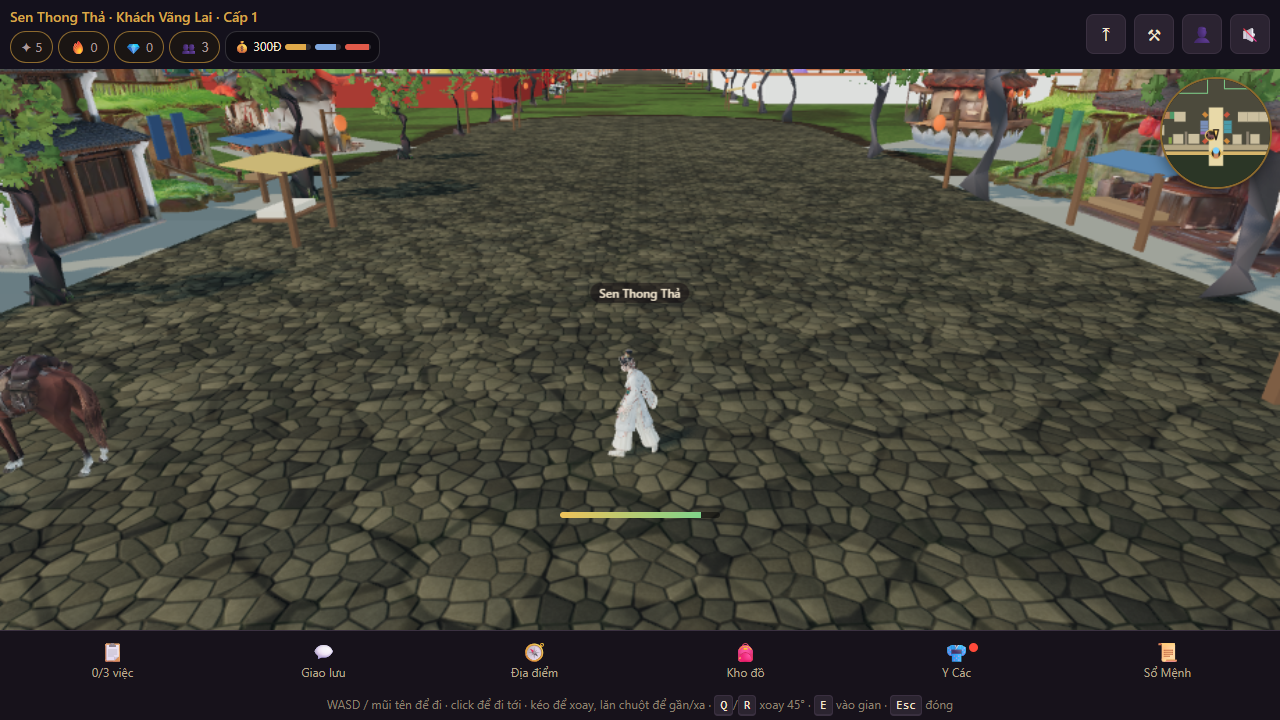 Sen Thong Thả · Khách Vãng Lai · Cấp 1
5 0 0 3 300Đ
Sen Thong Thả
0/3 việc Giao lưu Địa điểm Kho đồ Y Các Sổ Mệnh
WASD / mũi tên để đi · click để đi tới · kéo để xoay, lăn chuột để gần/xa · Q / R xoay 45° · E vào gian · Esc đóng